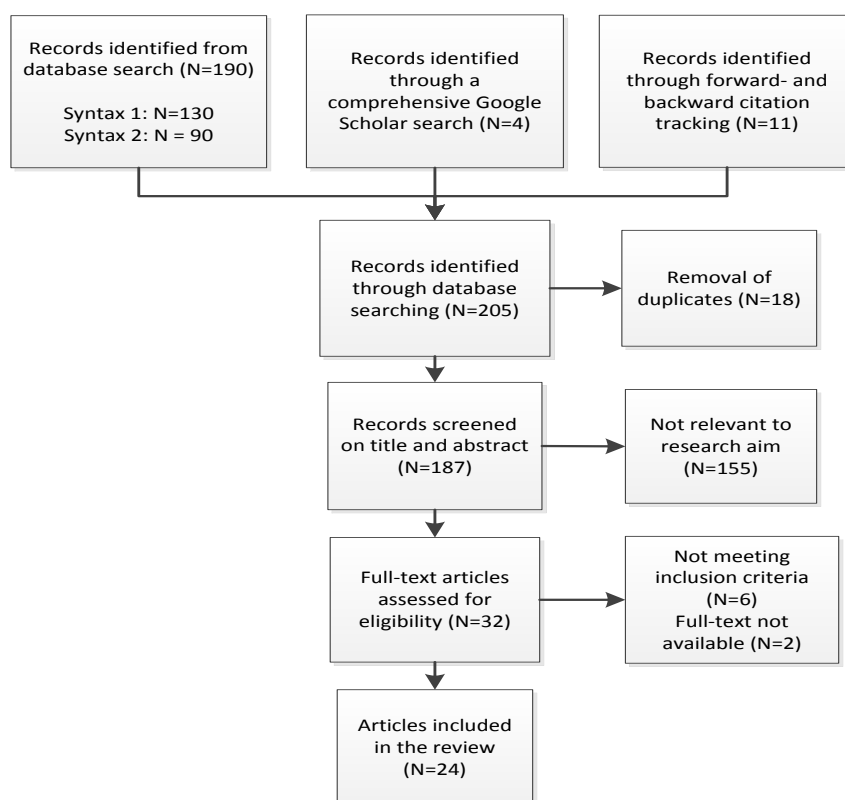 Records identified from
database search (N=190)
Syntax 1: N=130
Syntax 2: N = 90
Records identified
through a
comprehensive Google
Scholar search (N=4)
Records identified
through forward- and
backward citation
tracking (N=11)
Records identified
through database
searching (N=205)
Removal of
duplicates (N=18)
Records screened
on title and abstract
(N=187)
Not relevant to
research aim
(N=155)
Full-text articles
assessed for
eligibility (N=32)
Not meeting
inclusion criteria
(N=6)
Full-text not
available (N=2)
Articles included
in the review
(N=24)